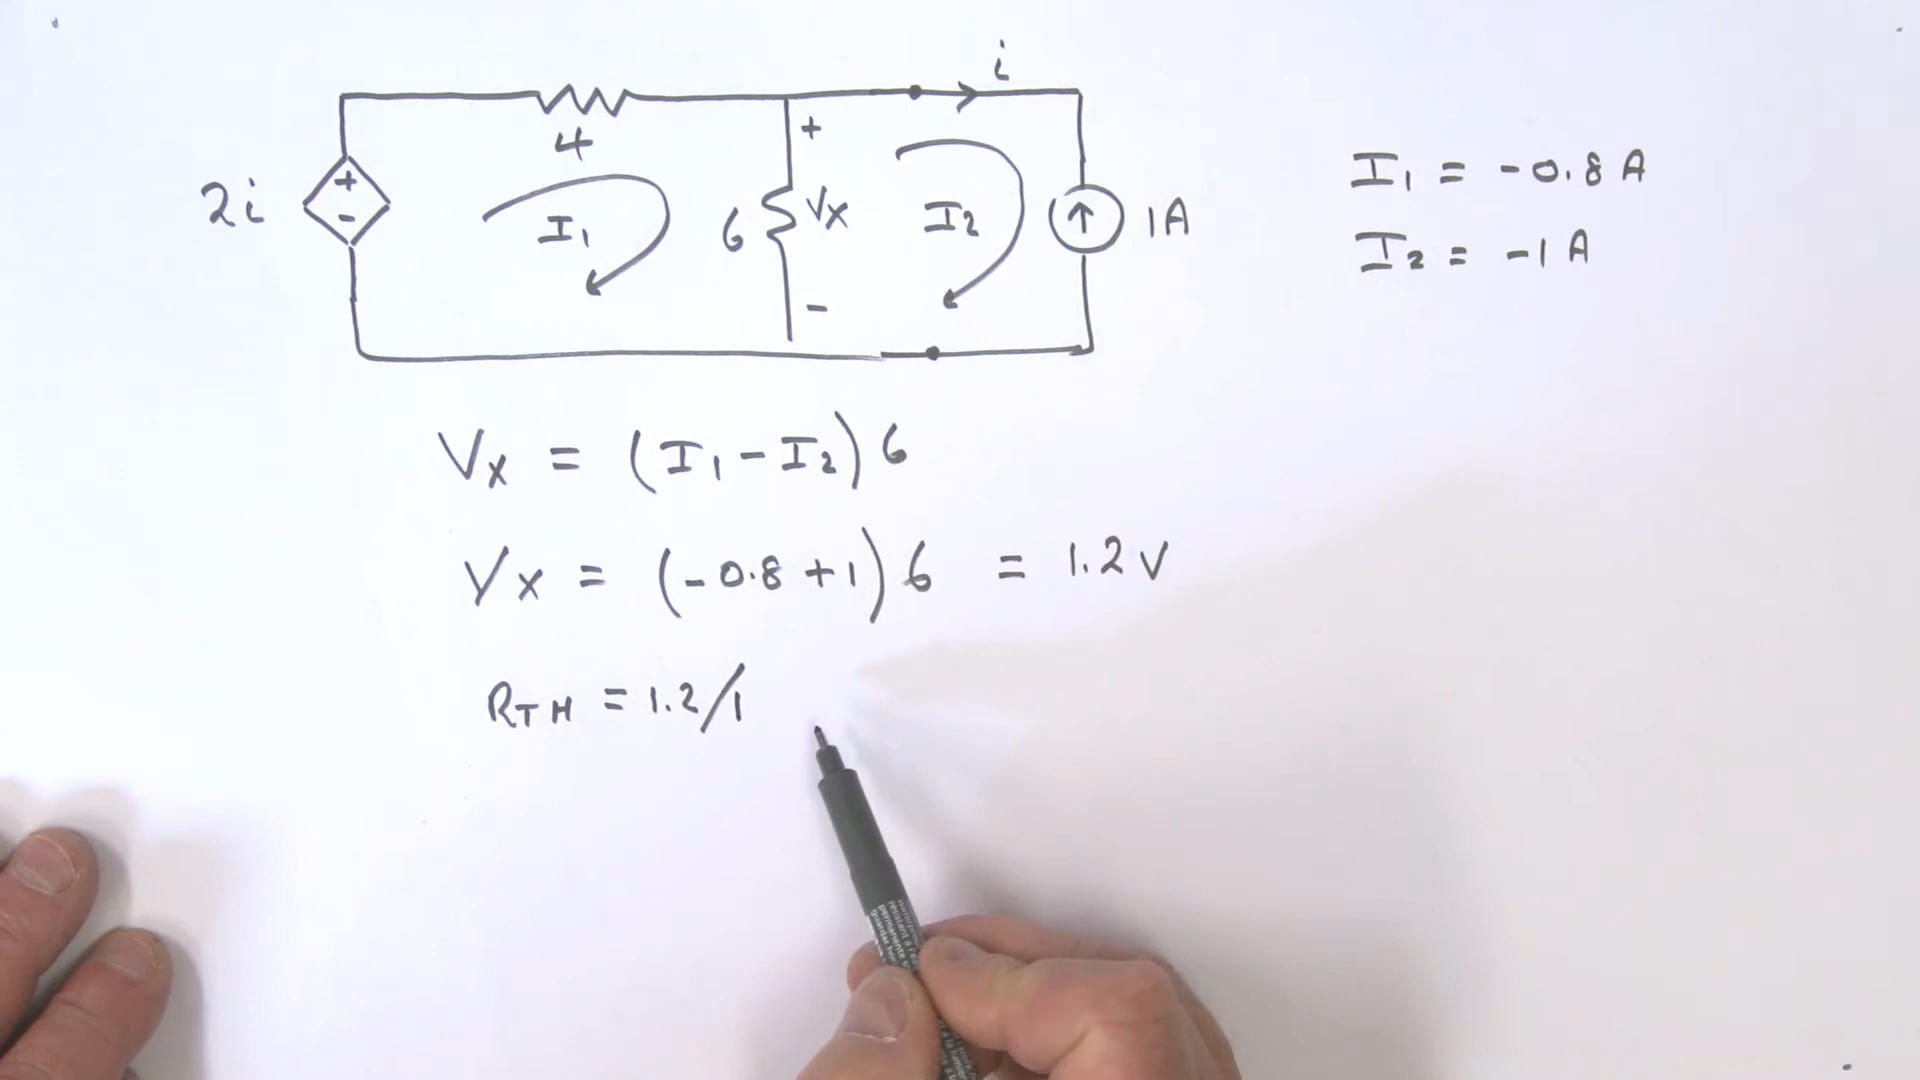 i
4
+
2i
+
-
I₁
6
Vx
I₂
1A
-
I₁ = -0.8 A
I₂ = -1 A
Vx = (I₁ - I₂) 6
Vx = (-0.8 + 1) 6 = 1.2 V
RTH = 1.2/1